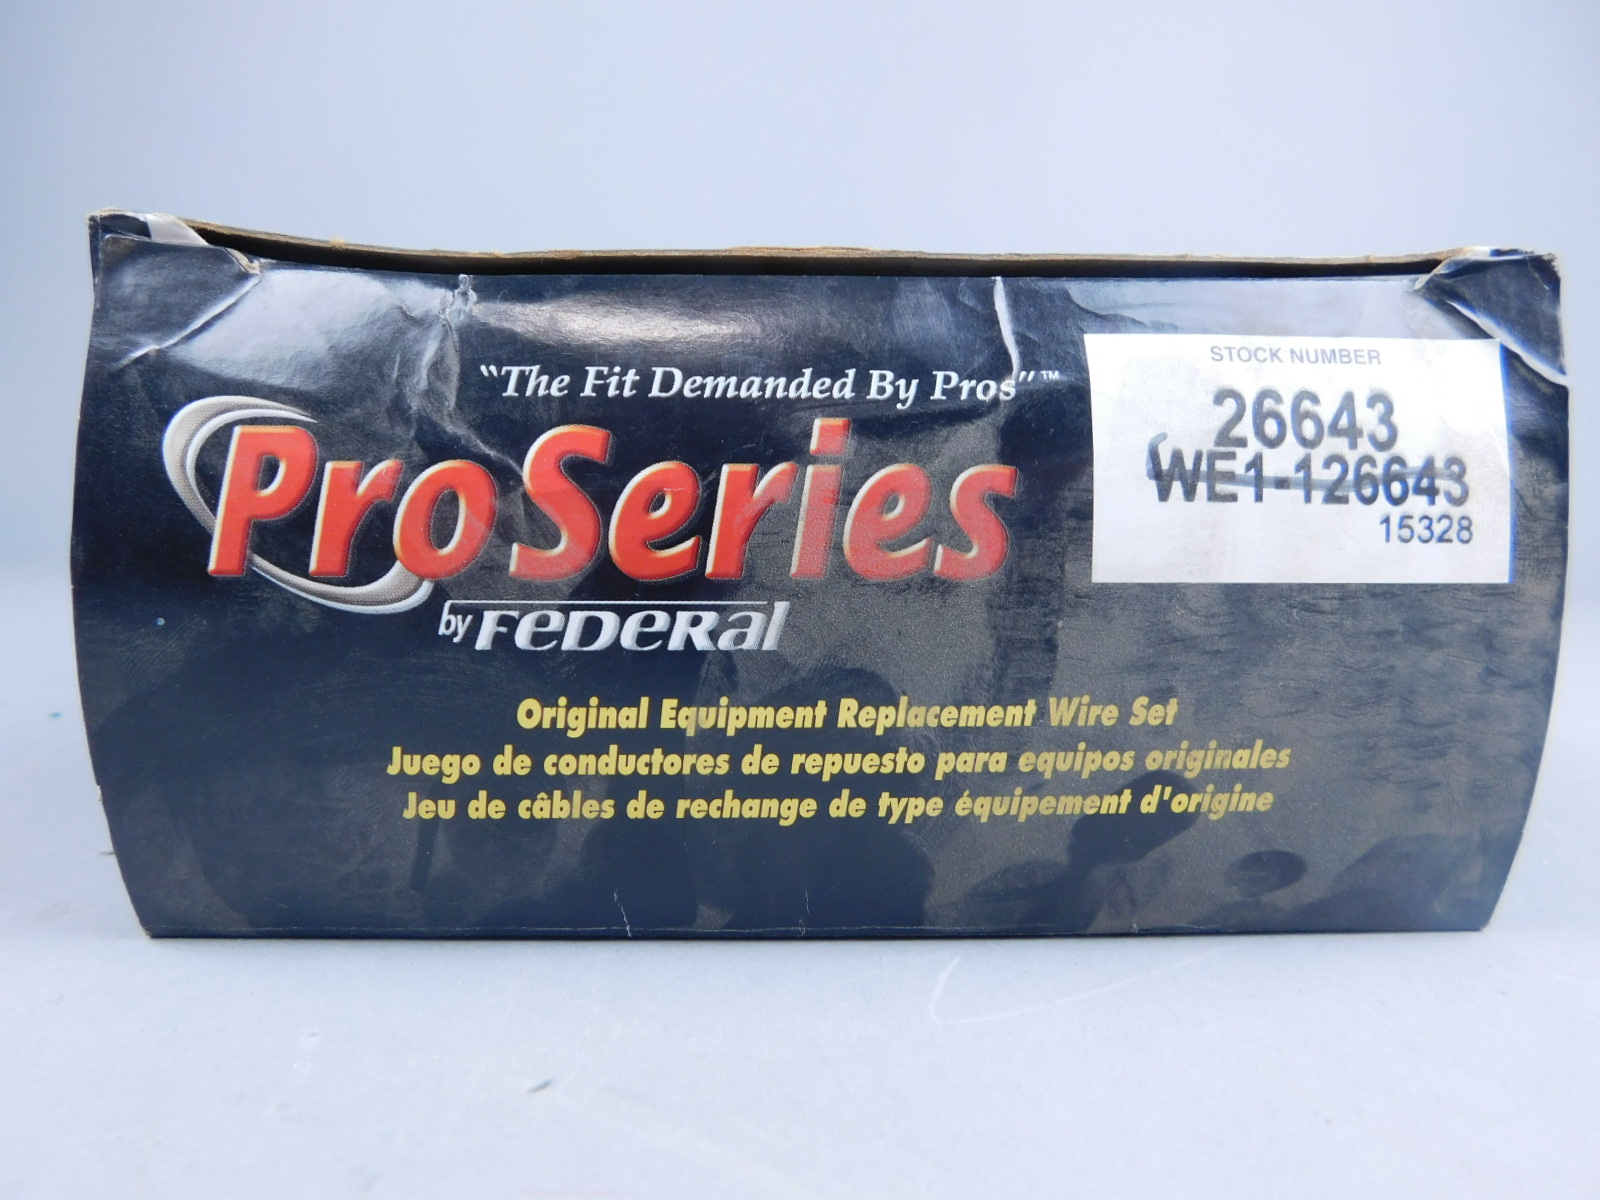 "The Fit Demanded By Pros"™
ProSeries
by FEDERAL
STOCK NUMBER
26643
WE1-126643
15328
Original Equipment Replacement Wire Set
Juego de conductores de repuesto para equipos originales
Jeu de câbles de rechange de type équipement d'origine